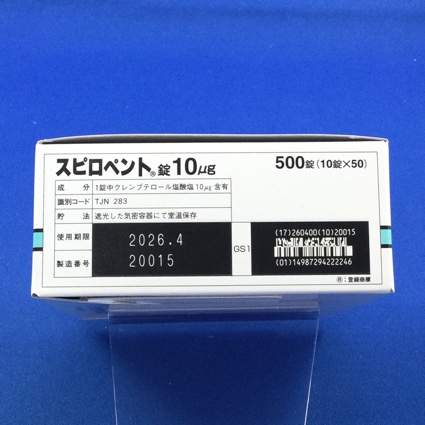 スピロペント®錠10μg 500錠(10錠×50)
成分 1錠中クレンブテロール塩酸塩10μg含有
識別コード TJN 283
貯法 遮光した気密容器にて室温保存
使用期限 2026.4
製造番号 20015
GS1
(17)260400(10)20015
(01)14987294222246
®:登録商標